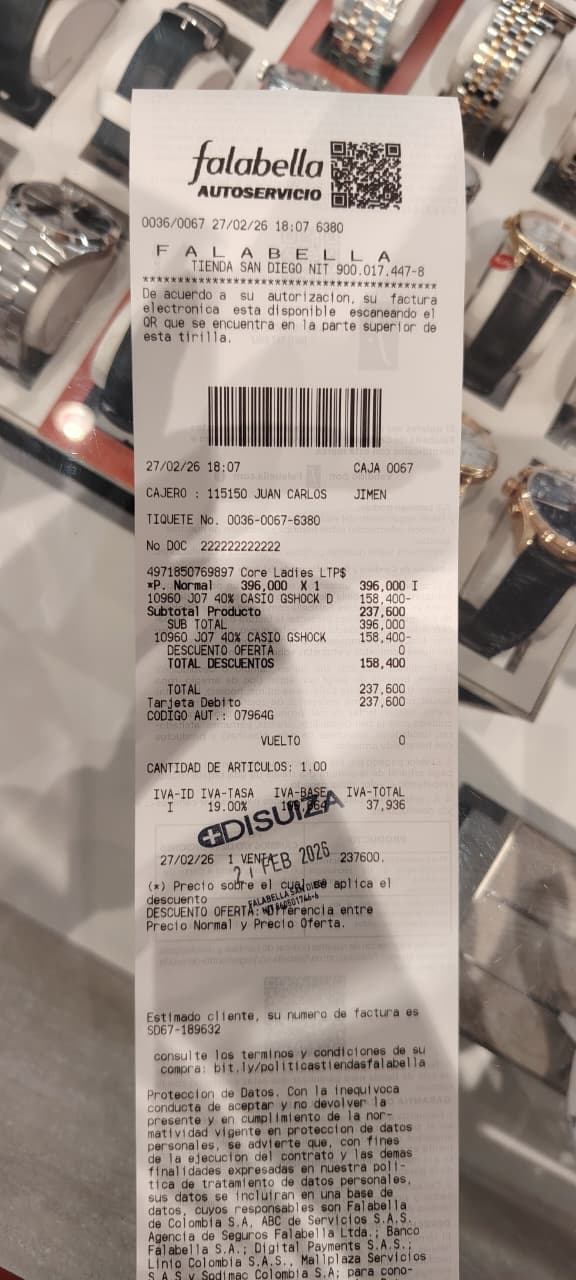 falabella
AUTOSERVICIO
0036/0067 27/02/26 18:07 6380
F A L A B E L L A
TIENDA SAN DIEGO NIT 900.017.447-8
****************************************
De acuerdo a su autorizacion, su factura
electronica esta disponible escaneando el
QR que se encuentra en la parte superior de
esta tirilla.
27/02/26 18:07 CAJA 0067
CAJERO : 115150 JUAN CARLOS JIMEN
TIQUETE No. 0036-0067-6380
No DOC 222222222222
4971850769897 Core Ladies LTP$
*P. Normal 396,000 X 1 396,000 I
10960 J07 40% CASIO GSHOCK D 158,400-
Subtotal Producto 237,600
SUB TOTAL 396,000
10960 J07 40% CASIO GSHOCK 158,400-
DESCUENTO OFERTA 0
TOTAL DESCUENTOS 158,400
TOTAL 237,600
Tarjeta Debito 237,600
CODIGO AUT.: 07964G
VUELTO 0
CANTIDAD DE ARTICULOS: 1.00
IVA-ID IVA-TASA IVA-BASE IVA-TOTAL
I 19.00% 37,936
DISUIZA
27/02/26 1 VENTA 237600.
FEB 2026
(*) Precio sobre el cual se aplica el
descuento
FALABELLA SAN DIEGO
DESCUENTO OFERTA: Diferencia entre
Precio Normal y Precio Oferta.
Estimado cliente, su numero de factura es
SD67-189632
consulte los terminos y condiciones de su
compra: bit.ly/politicastiendasfalabella
Proteccion de Datos. Con la inequivoca
conducta de aceptar y no devolver la
presente y en cumplimiento de la nor-
matividad vigente en proteccion de datos
personales, se advierte que, con fines
de la ejecucion del contrato y las demas
finalidades expresadas en nuestra poli-
tica de tratamiento de datos personales,
sus datos se incluiran en una base de
datos, cuyos responsables son Falabella
de Colombia S.A, ABC de Servicios S.A.S,
Agencia de Seguros Falabella Ltda.; Banco
Falabella S.A.; Digital Payments S.A.S.;
Linio Colombia S.A.S., Mallplaza Servicios
S.A.S y Sodimac Colombia S.A; para cono-